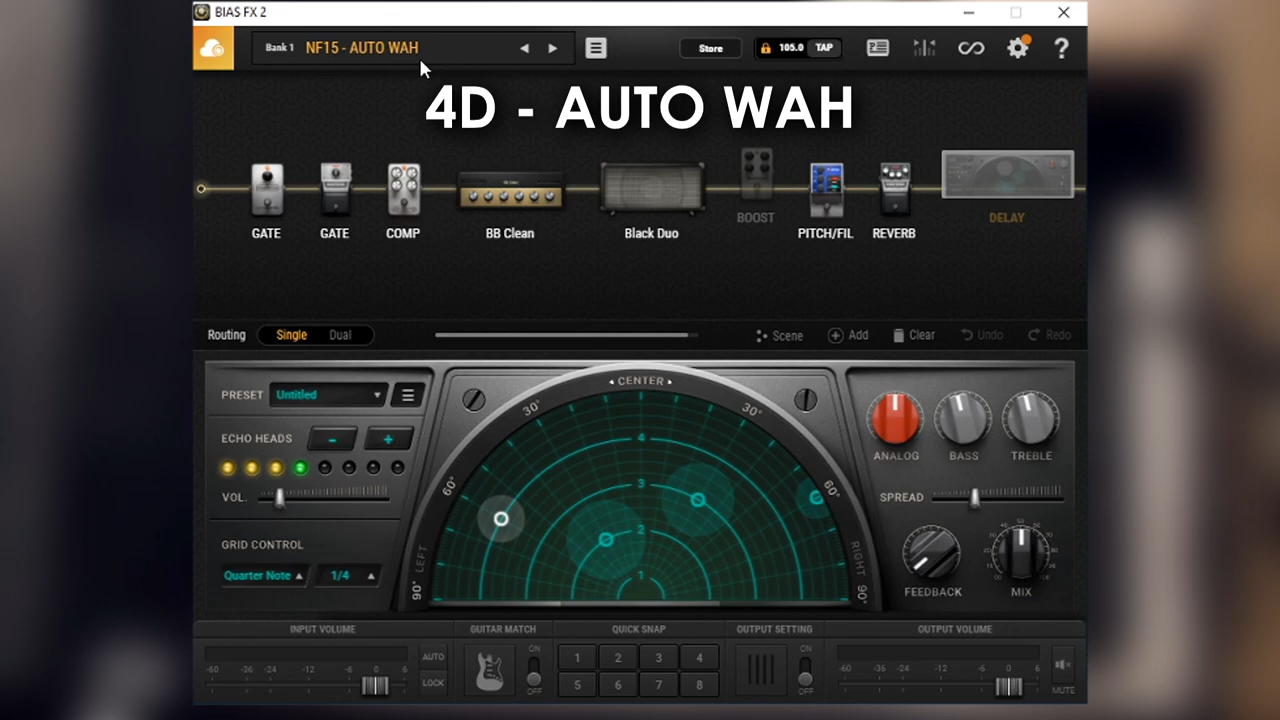 BIAS FX 2
Bank 1 NF15 - AUTO WAH
Store
105.0 TAP
4D - AUTO WAH
GATE GATE COMP BB Clean Black Duo BOOST PITCH/FIL REVERB DELAY
Routing Single Dual Scene Add Clear Undo Redo
PRESET Untitled
ECHO HEADS - +
VOL.
GRID CONTROL
Quarter Note 1/4
CENTER
30° 30°
60° 60°
90° LEFT RIGHT 90°
4
3
2
1
ANALOG BASS TREBLE
SPREAD
FEEDBACK MIX
INPUT VOLUME GUITAR MATCH QUICK SNAP OUTPUT SETTING OUTPUT VOLUME
-60 -36 -24 -12 0 6
AUTO
LOCK
ON
OFF
1 2 3 4
5 6 7 8
ON
OFF
-60 -36 -24 -12 0 6
MUTE